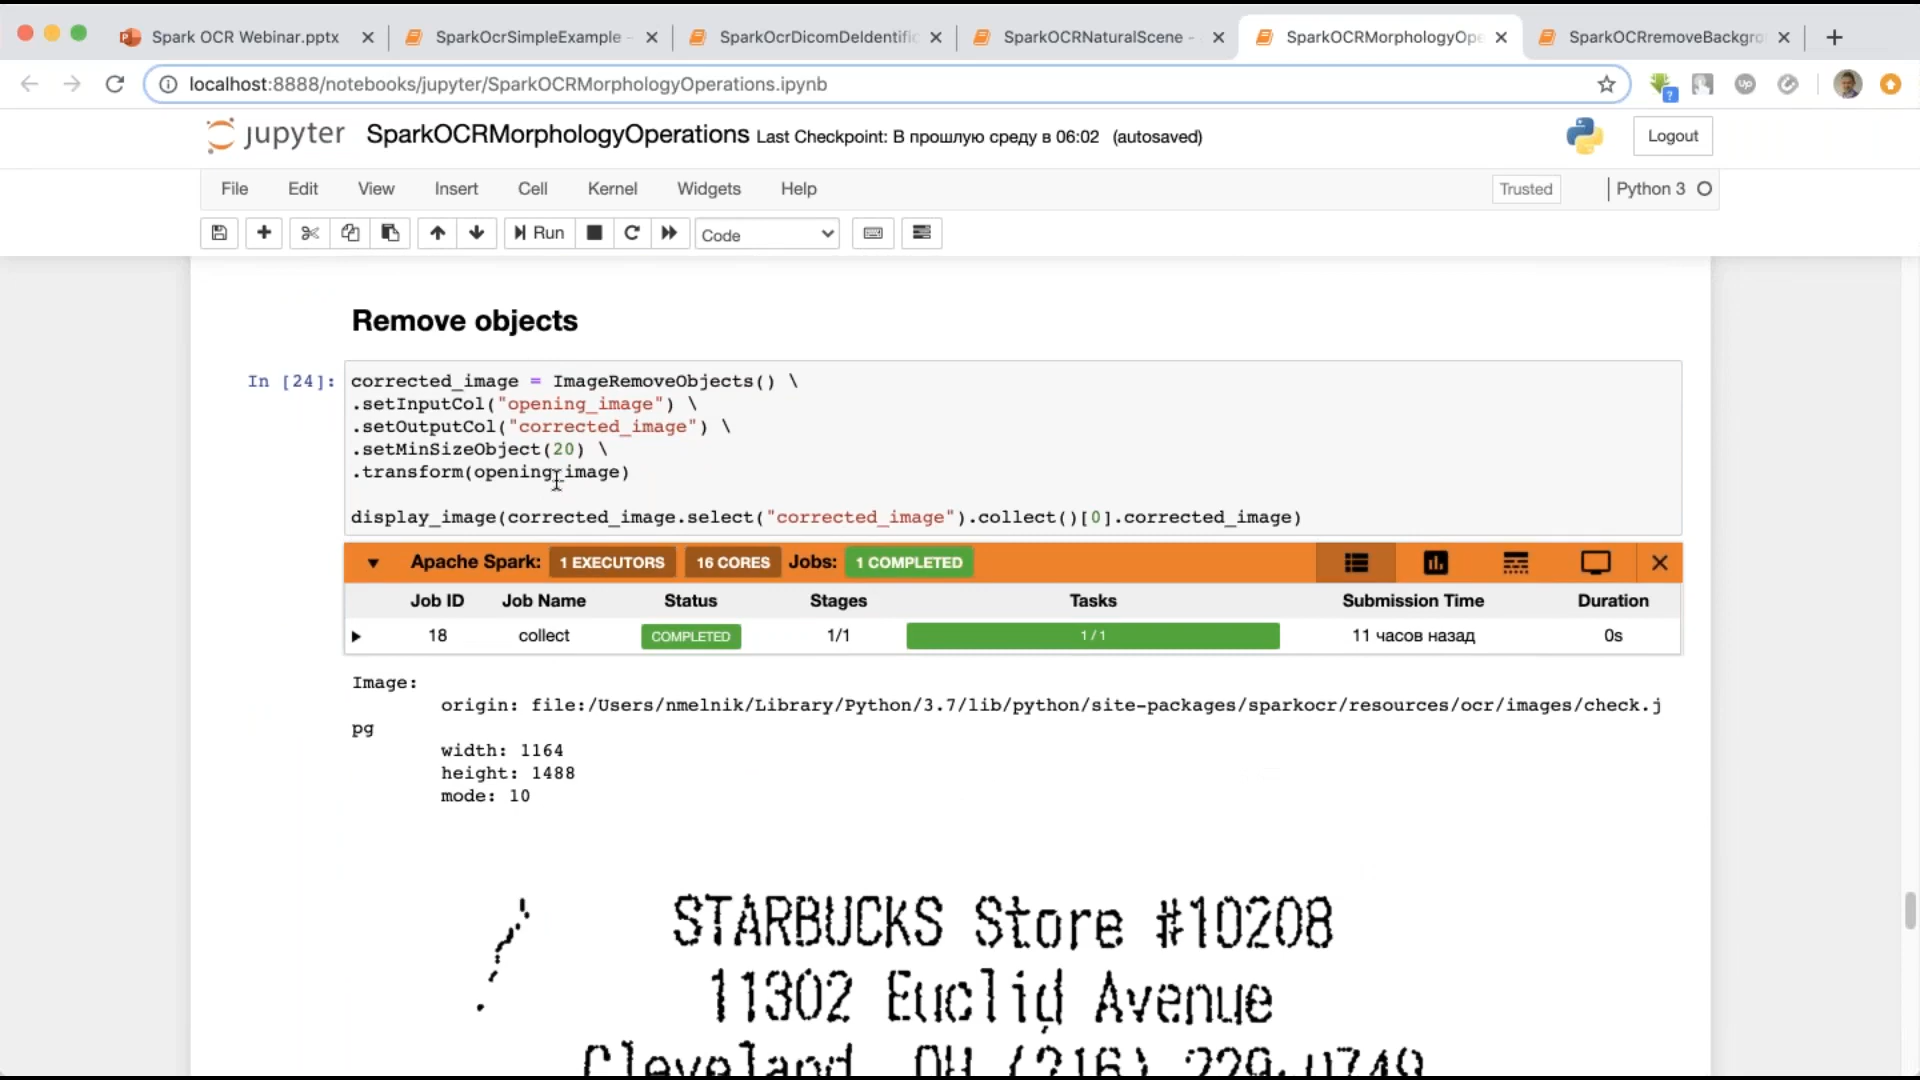 Spark OCR Webinar.pptx
SparkOcrSimpleExample -
SparkOcrDicomDeIdentific
SparkOCRNaturalScene -
SparkOCRMorphologyOpe
SparkOCRremoveBackgro
localhost:8888/notebooks/jupyter/SparkOCRMorphologyOperations.ipynb
jupyter SparkOCRMorphologyOperations Last Checkpoint: В прошлую среду в 06:02 (autosaved)
Logout
File Edit View Insert Cell Kernel Widgets Help
Trusted
Python 3
Run
Code
Remove objects
In [24]:
corrected_image = ImageRemoveObjects() \
.setInputCol("opening_image") \
.setOutputCol("corrected_image") \
.setMinSizeObject(20) \
.transform(opening_image)
display_image(corrected_image.select("corrected_image").collect()[0].corrected_image)
Apache Spark: 1 EXECUTORS 16 CORES Jobs: 1 COMPLETED
Job ID Job Name Status Stages Tasks Submission Time Duration
18 collect COMPLETED 1/1 1 / 1 11 часов назад 0s
Image:
origin: file:/Users/nmelnik/Library/Python/3.7/lib/python/site-packages/sparkocr/resources/ocr/images/check.j
pg
width: 1164
height: 1488
mode: 10
STARBUCKS Store #10208
11302 Euclid Avenue
Cleveland, OH (216) 229-0749